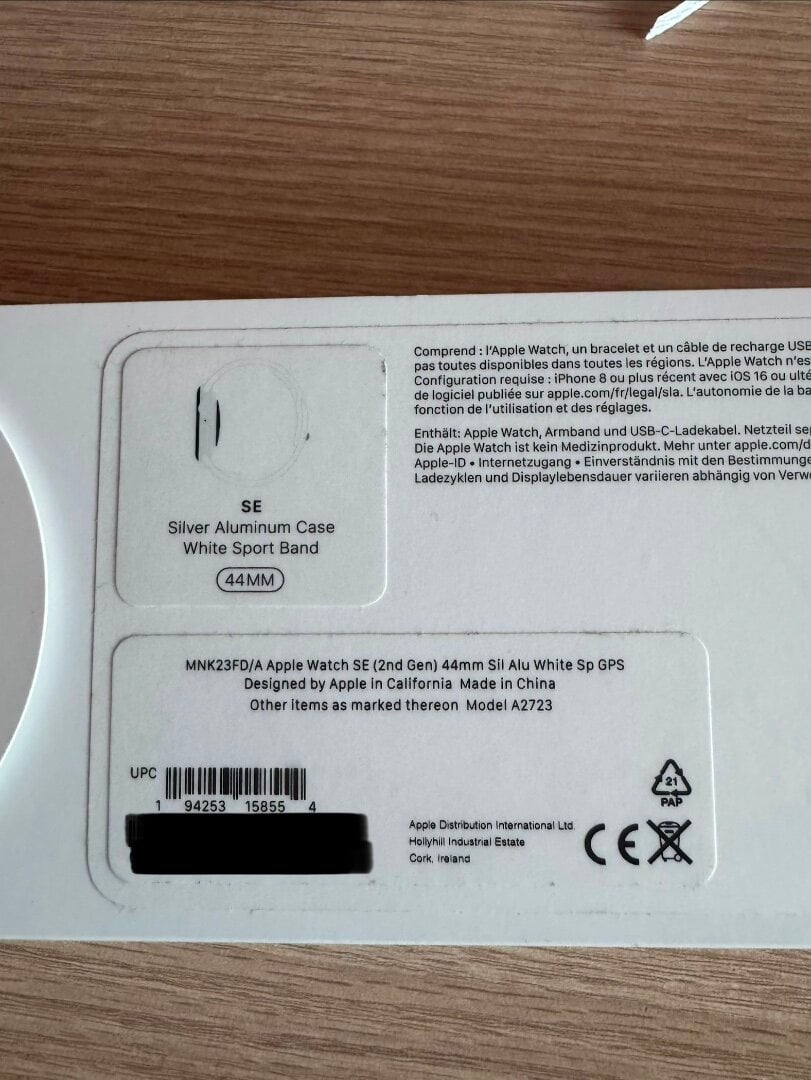 Comprend : l'Apple Watch, un bracelet et un câble de recharge USB
pas toutes disponibles dans toutes les régions. L'Apple Watch n'es
Configuration requise : iPhone 8 ou plus récent avec iOS 16 ou ulté
de logiciel publiée sur apple.com/fr/legal/sla. L'autonomie de la ba
fonction de l'utilisation et des réglages.
Enthält: Apple Watch, Armband und USB-C-Ladekabel. Netzteil sep
Die Apple Watch ist kein Medizinprodukt. Mehr unter apple.com/d
Apple-ID • Internetzugang • Einverständnis mit den Bestimmunge
Ladezyklen und Displaylebensdauer variieren abhängig von Verw
SE
Silver Aluminum Case
White Sport Band
44MM
MNK23FD/A Apple Watch SE (2nd Gen) 44mm Sil Alu White Sp GPS
Designed by Apple in California Made in China
Other items as marked thereon Model A2723
UPC
1 94253 15855 4
21
PAP
Apple Distribution International Ltd.
Hollyhill Industrial Estate
Cork, Ireland
CE